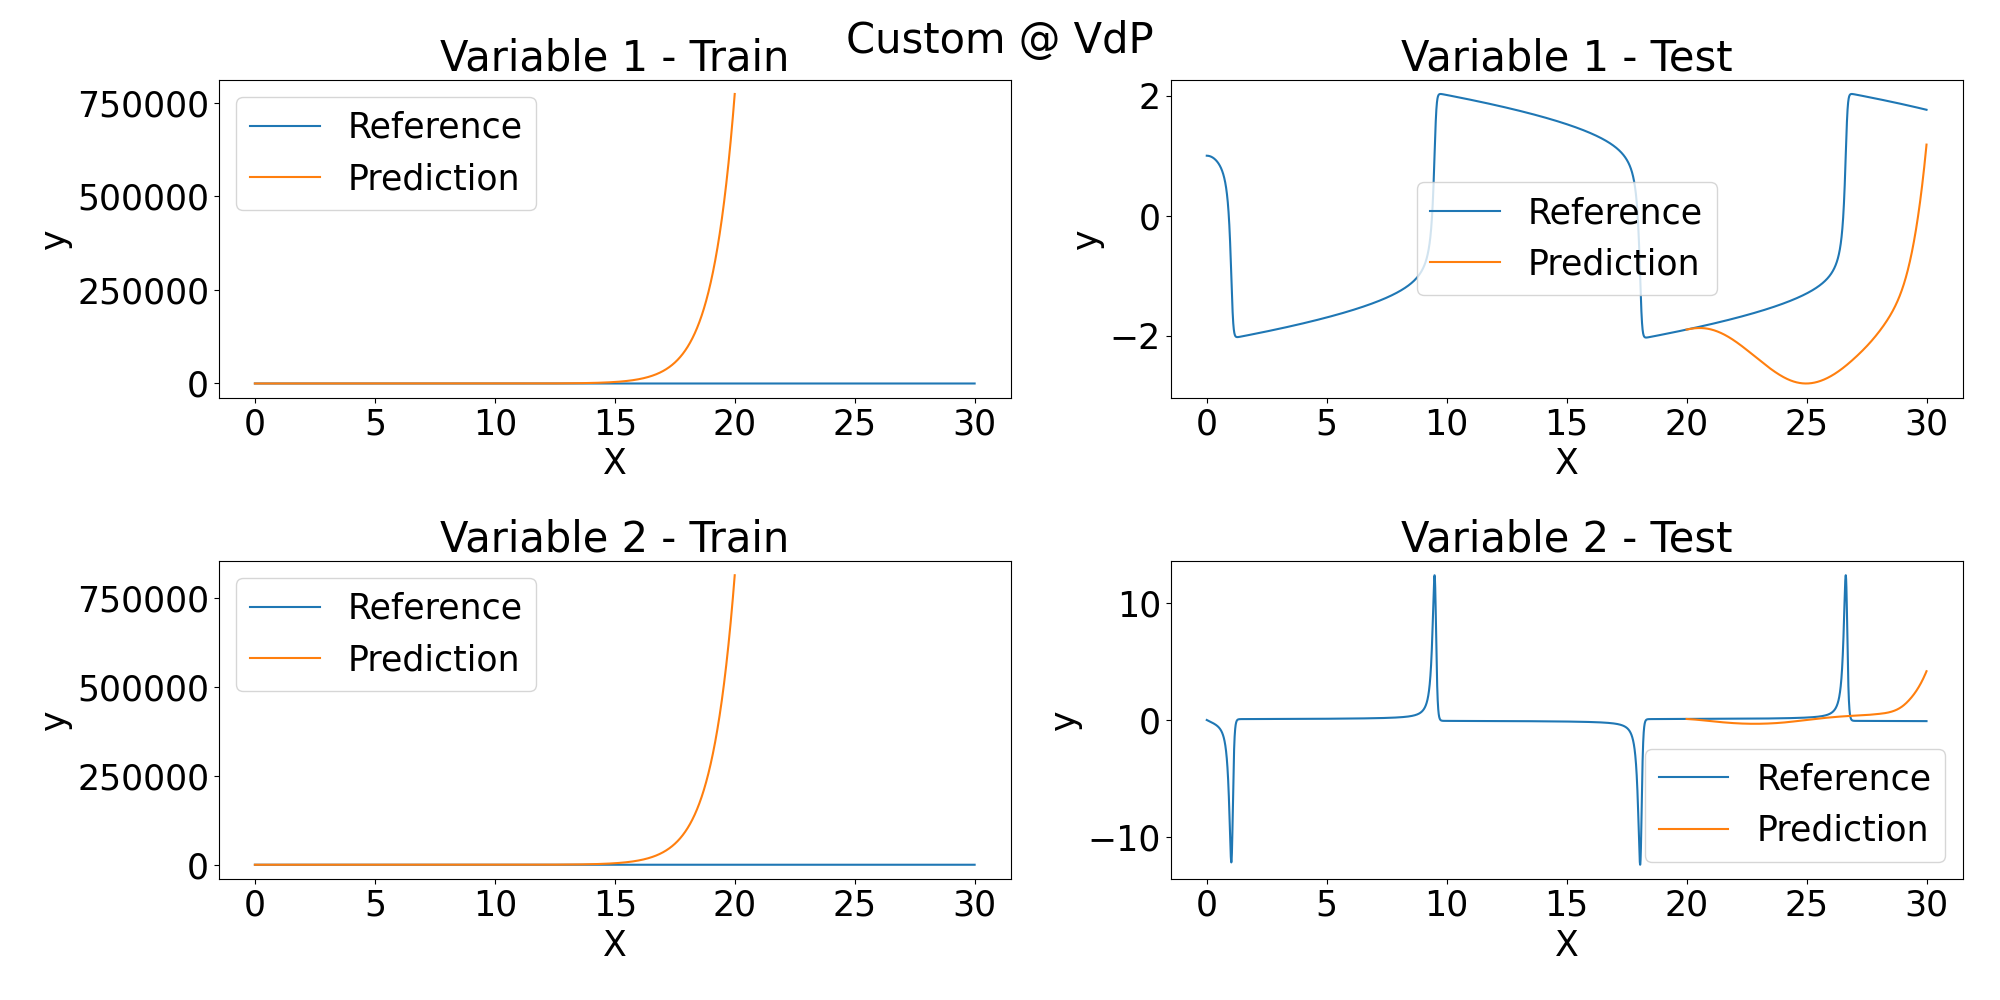 Custom @ VdP
Variable 1 - Train
750000
500000
250000
0
y
Reference
Prediction
0 5 10 15 20 25 30
X
Variable 1 - Test
2
0
−2
y
Reference
Prediction
0 5 10 15 20 25 30
X
Variable 2 - Train
750000
500000
250000
0
y
Reference
Prediction
0 5 10 15 20 25 30
X
Variable 2 - Test
10
0
−10
y
Reference
Prediction
0 5 10 15 20 25 30
X